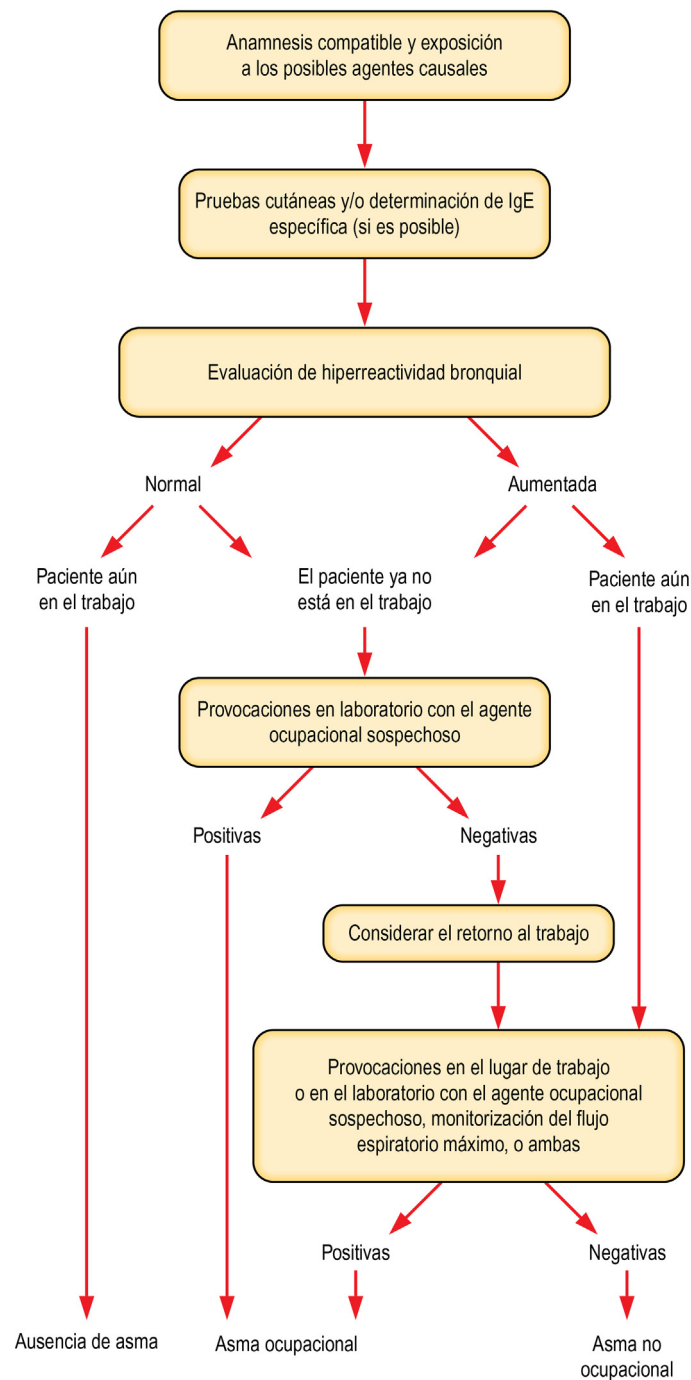 Anamnesis compatible y exposición
a los posibles agentes causales
Pruebas cutáneas y/o determinación de IgE
específica (si es posible)
Evaluación de hiperreactividad bronquial
Normal
Aumentada
Paciente aún
en el trabajo
El paciente ya no
está en el trabajo
Paciente aún
en el trabajo
Provocaciones en laboratorio con el agente
ocupacional sospechoso
Positivas
Negativas
Considerar el retorno al trabajo
Provocaciones en el lugar de trabajo
o en el laboratorio con el agente ocupacional
sospechoso, monitorización del flujo
espiratorio máximo, o ambas
Positivas
Negativas
Ausencia de asma
Asma ocupacional
Asma no
ocupacional